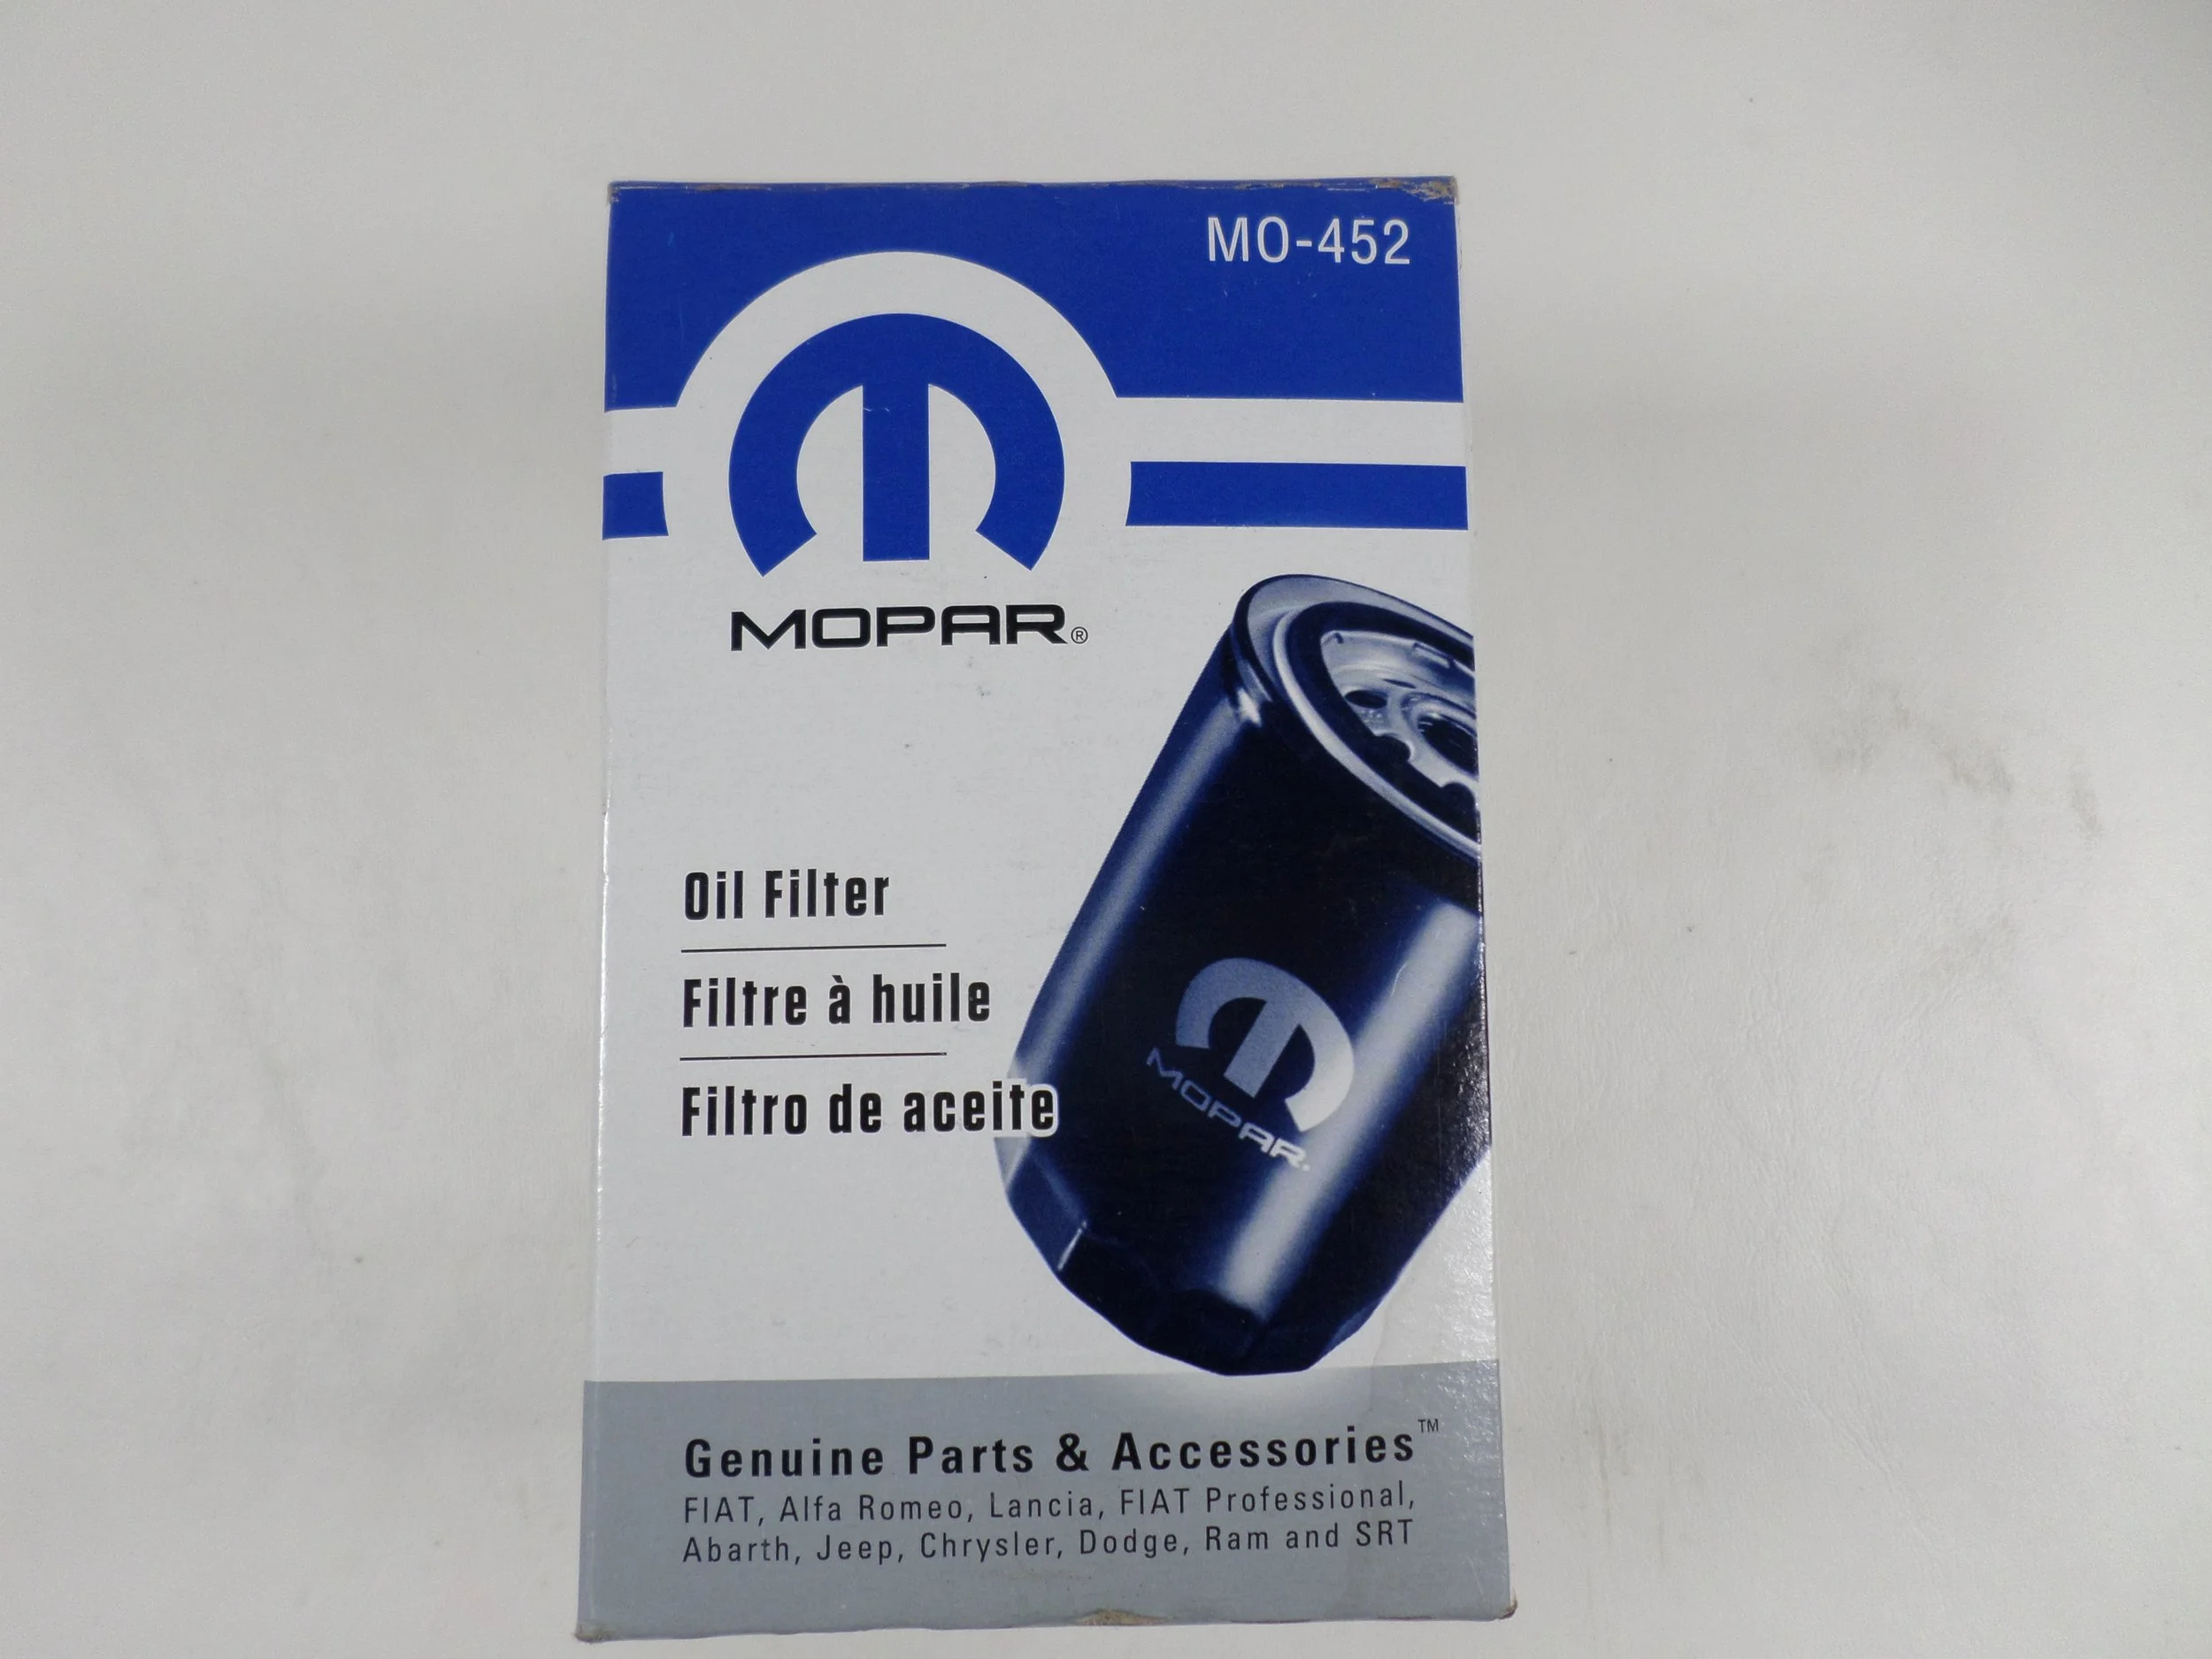 MO-452
MOPAR®
Oil Filter
Filtre à huile
Filtro de aceite
MOPAR.
Genuine Parts & Accessories™
FIAT, Alfa Romeo, Lancia, FIAT Professional,
Abarth, Jeep, Chrysler, Dodge, Ram and SRT